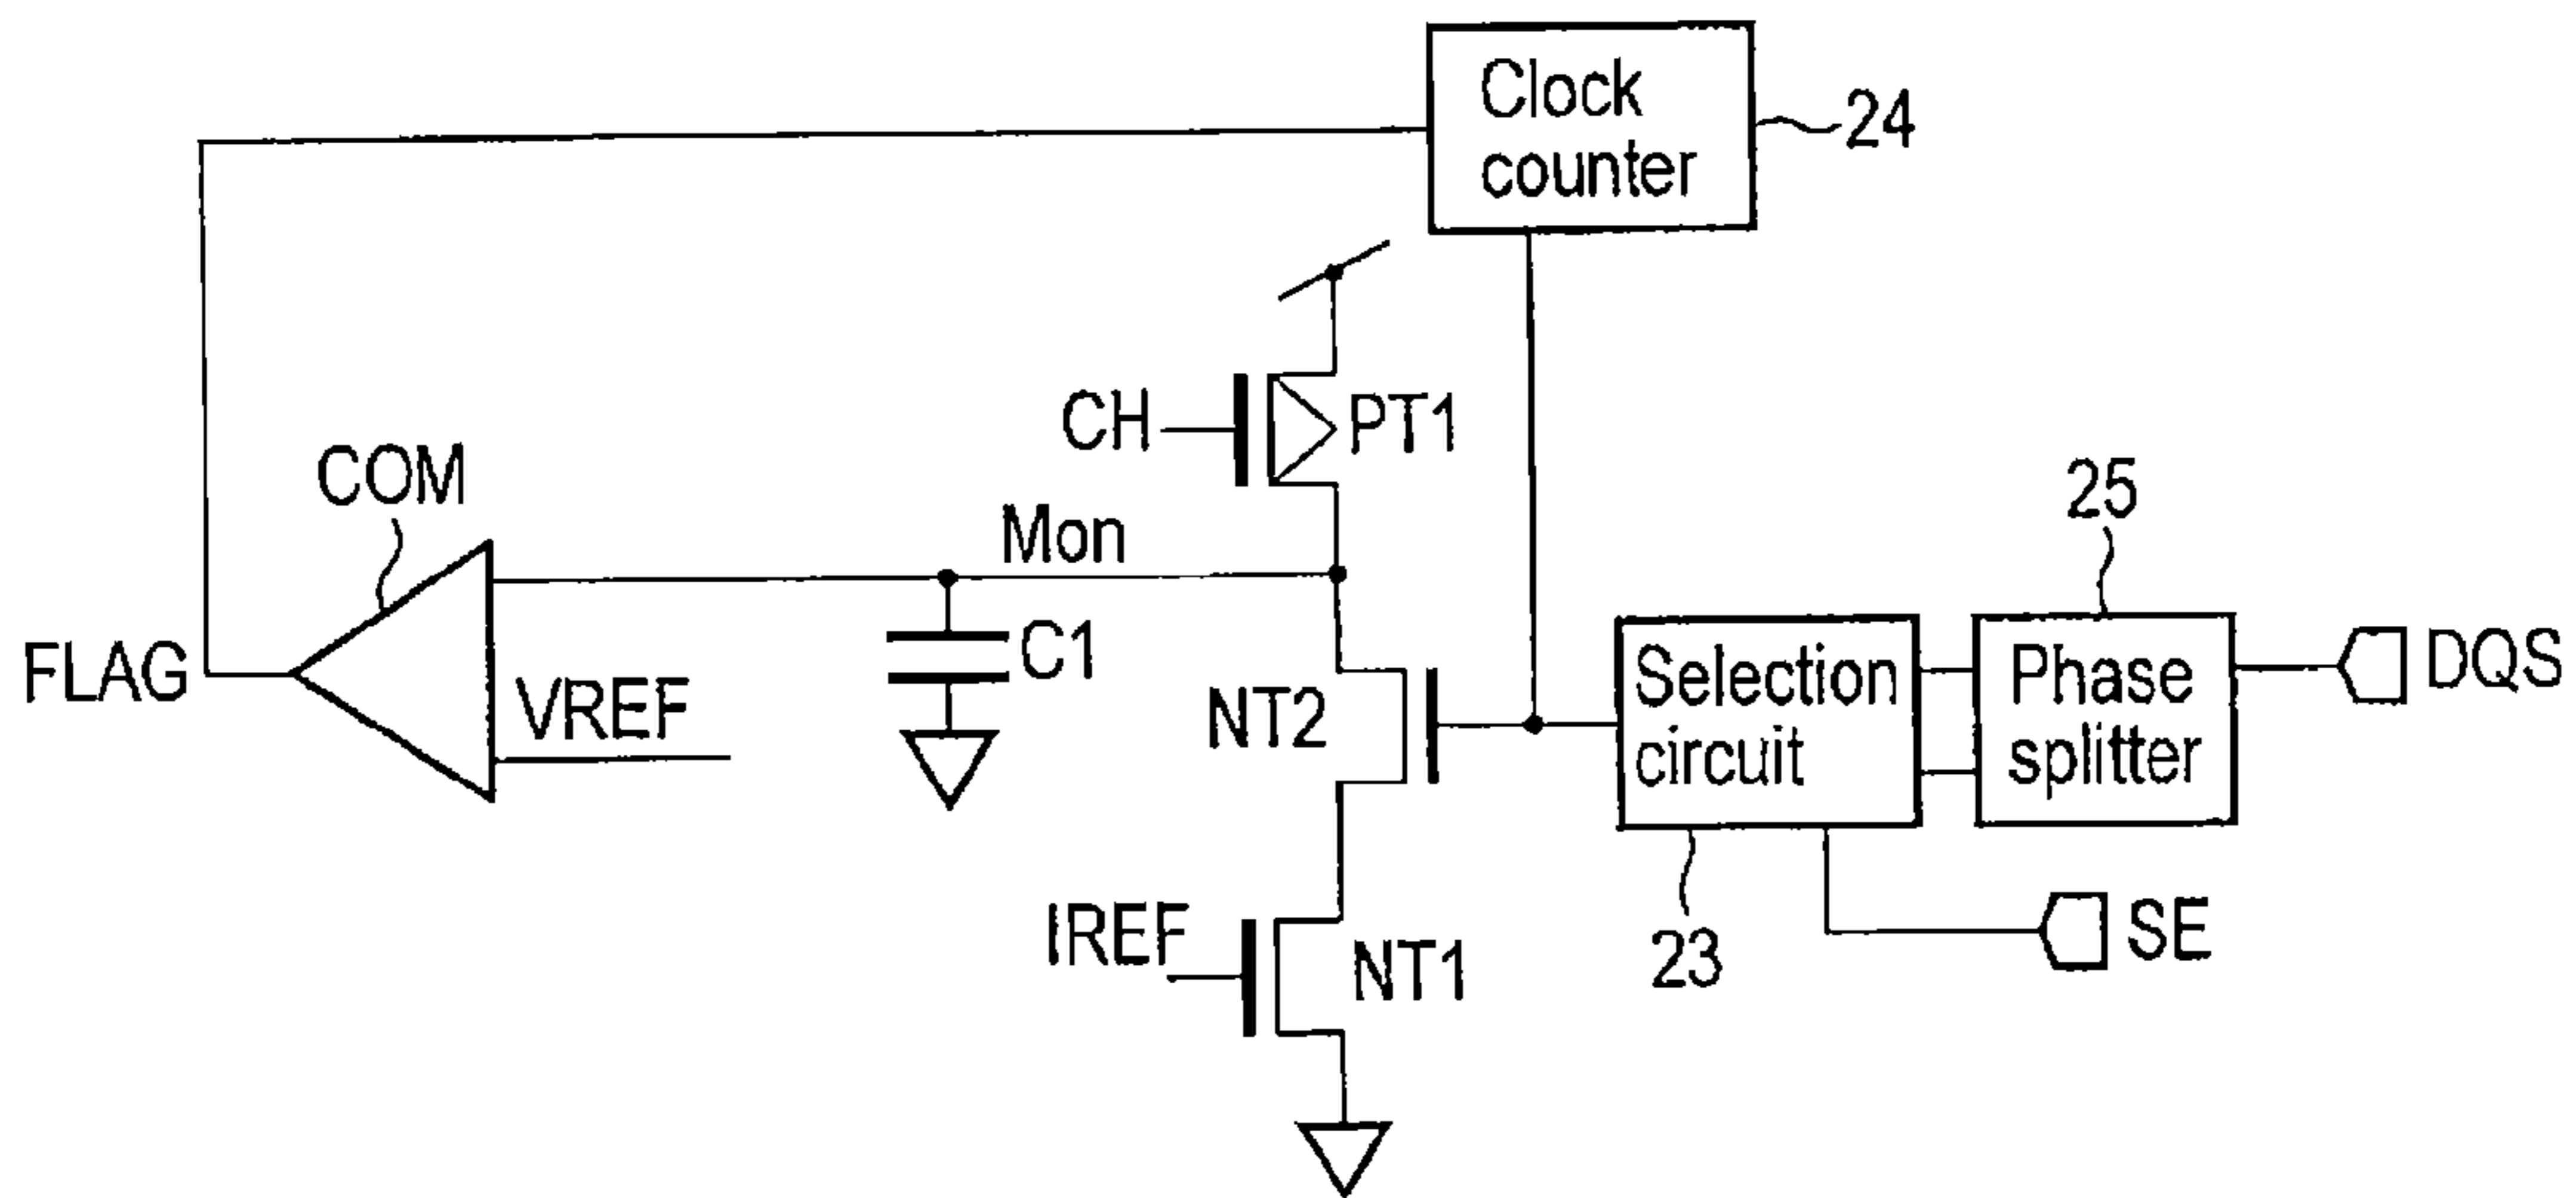 Clock
counter
24
CH
PT1
COM
Mon
25
FLAG
VREF
C1
NT2
Selection
circuit
Phase
splitter
DQS
IREF
NT1
23
SE